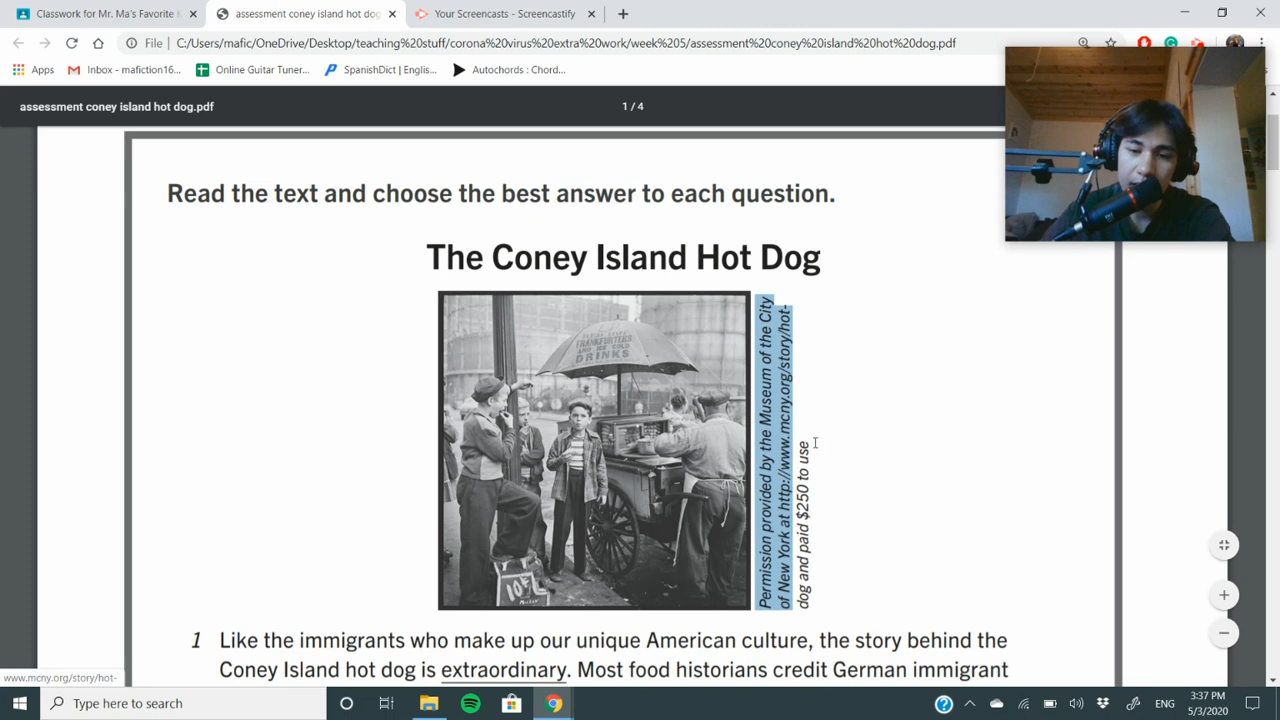 Classwork for Mr. Ma's Favorite
assessment coney island hot dog
Your Screencasts - Screencastify
File
C:/Users/mafic/OneDrive/Desktop/teaching%20stuff/corona%20virus%20extra%20work/week%205/assessment%20coney%20island%20hot%20dog.pdf
Apps
Inbox - mafiction16...
Online Guitar Tuner...
SpanishDict | Englis...
Autochords : Chord...
assessment coney island hot dog.pdf
1 / 4
Read the text and choose the best answer to each question.
The Coney Island Hot Dog
FRANKFURTERS
AND ICE COLD
DRINKS
10¢
Permission provided by the Museum of the City
of New York at http://www.mcny.org/story/hot-
dog and paid $250 to use
1 Like the immigrants who make up our unique American culture, the story behind the
Coney Island hot dog is extraordinary. Most food historians credit German immigrant
www.mcny.org/story/hot-
Type here to search
ENG
3:37 PM
5/3/2020